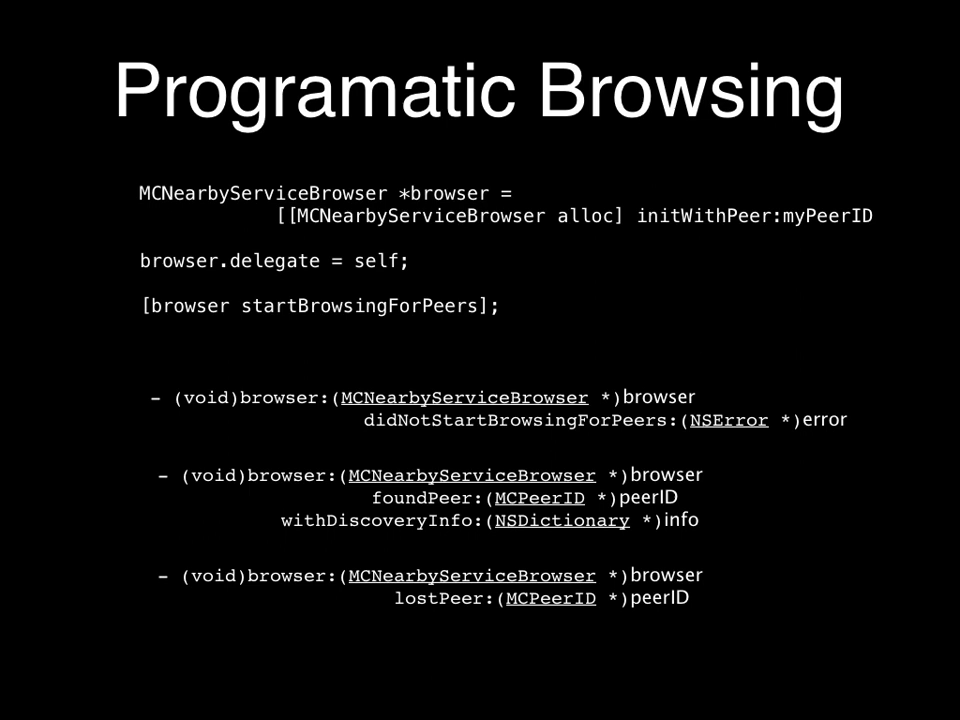 Programatic Browsing
MCNearbyServiceBrowser *browser =
[[MCNearbyServiceBrowser alloc] initWithPeer:myPeerID
browser.delegate = self;
[browser startBrowsingForPeers];
- (void)browser:(MCNearbyServiceBrowser *)browser
didNotStartBrowsingForPeers:(NSError *)error
- (void)browser:(MCNearbyServiceBrowser *)browser
foundPeer:(MCPeerID *)peerID
withDiscoveryInfo:(NSDictionary *)info
- (void)browser:(MCNearbyServiceBrowser *)browser
lostPeer:(MCPeerID *)peerID